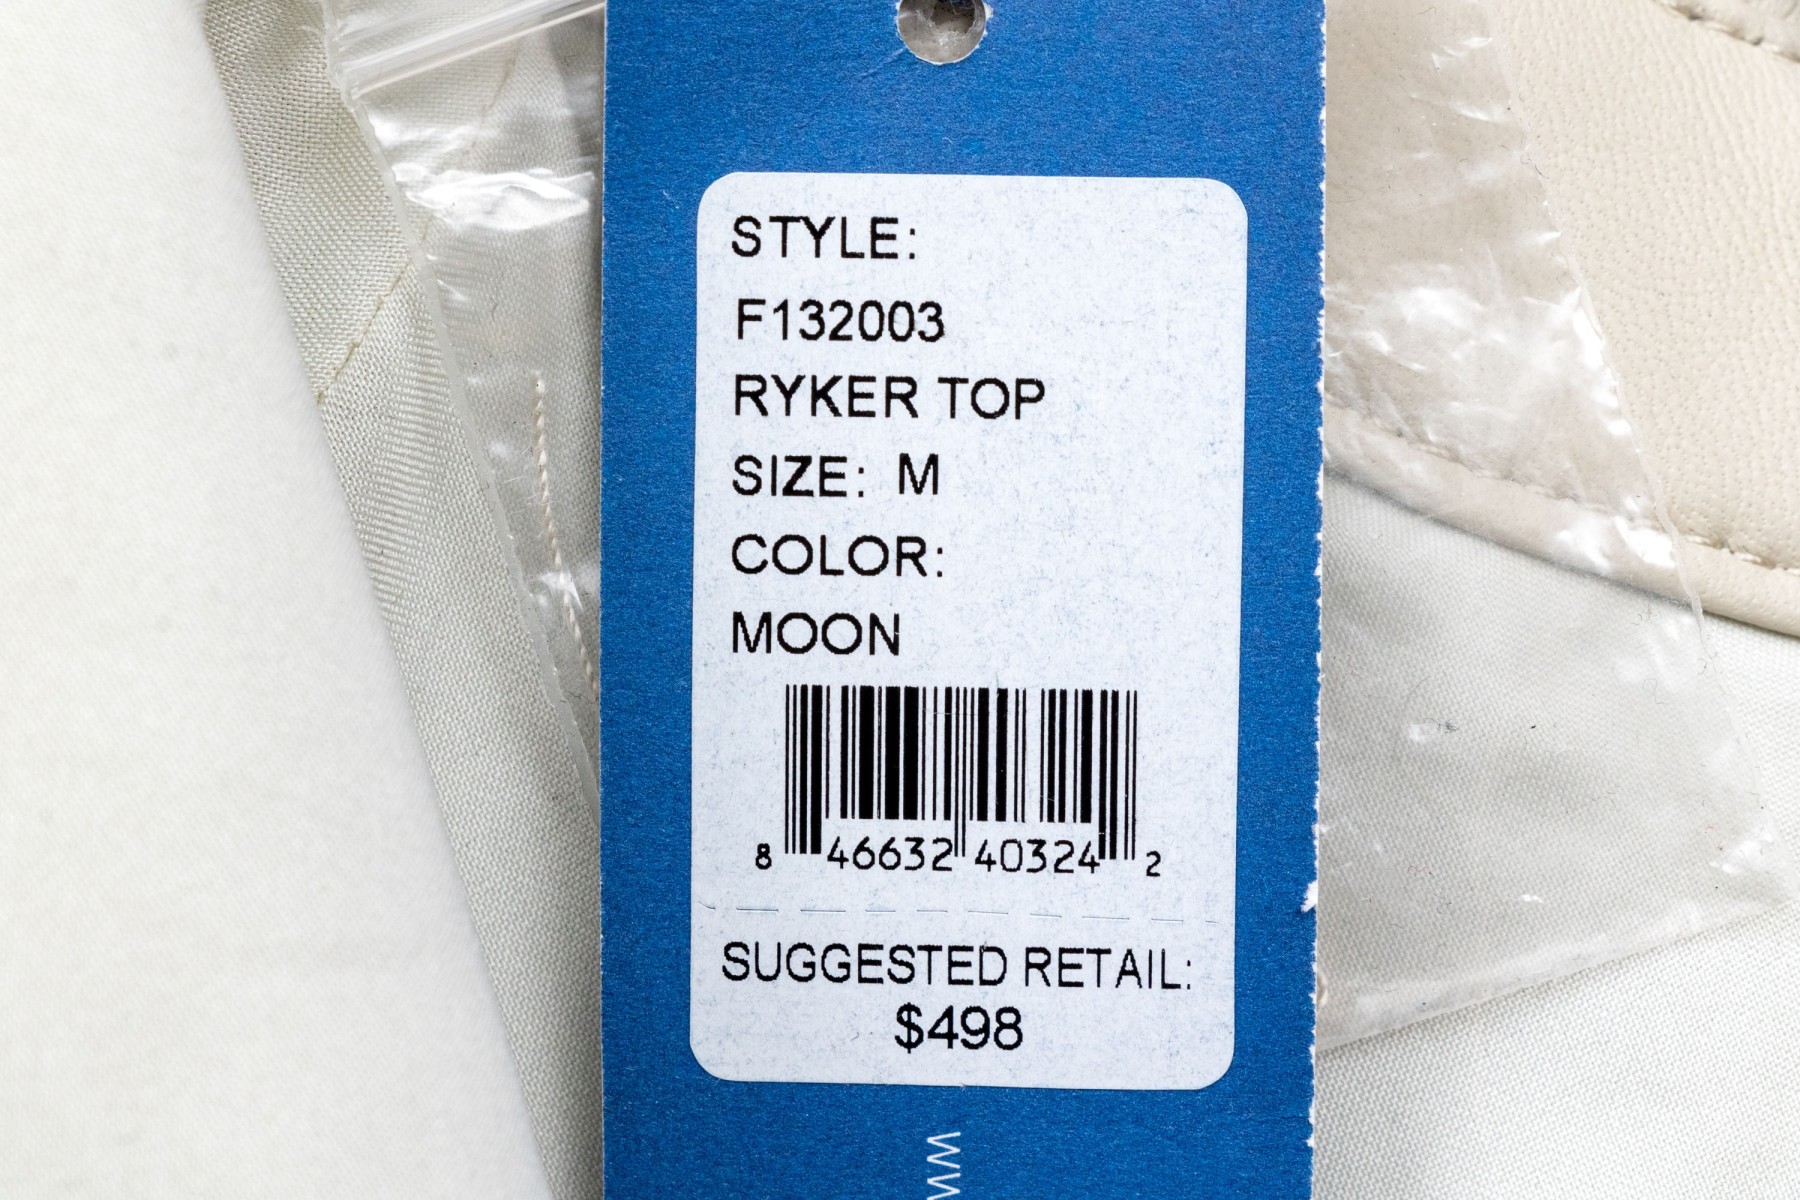 STYLE:
F132003
RYKER TOP
SIZE: M
COLOR:
MOON
8 46632 40324 2
SUGGESTED RETAIL:
$498